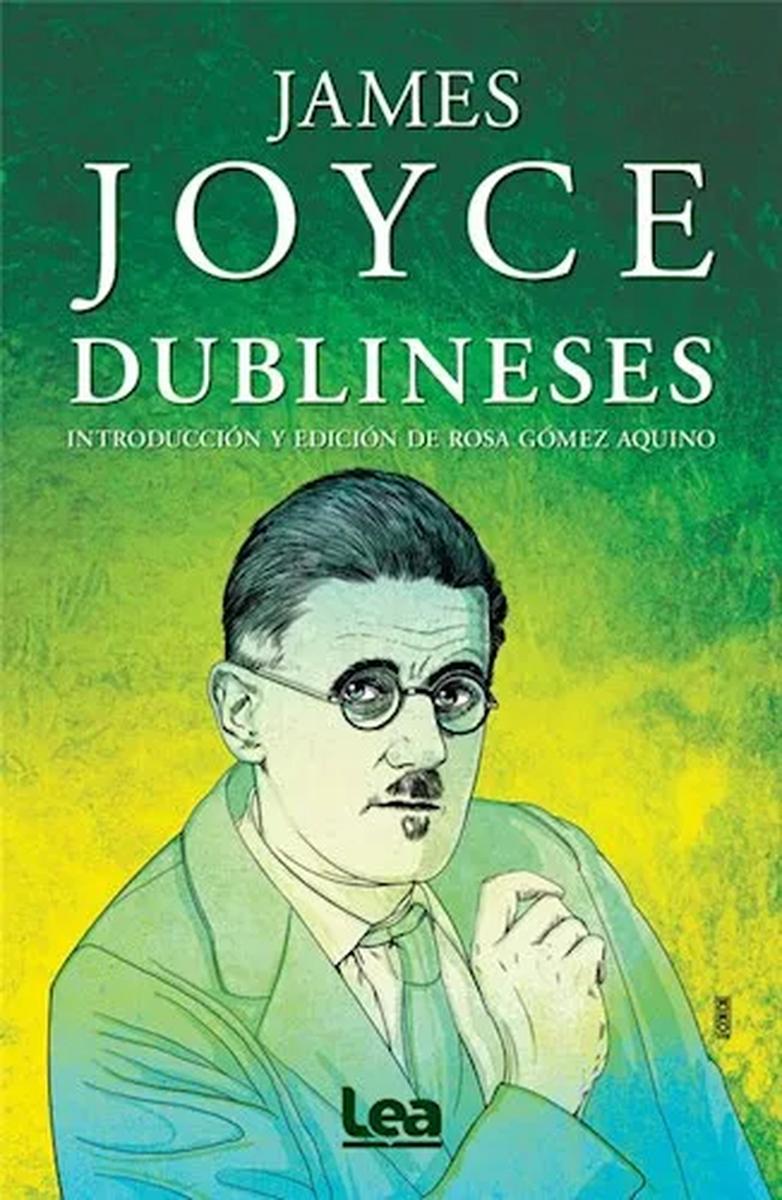 JAMES
JOYCE
DUBLINESES
INTRODUCCIÓN Y EDICIÓN DE ROSA GÓMEZ AQUINO
Lea